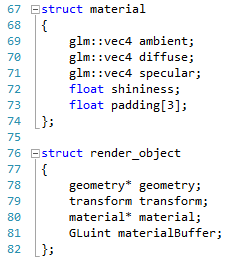 67 struct material
68 {
69     glm::vec4 ambient;
70     glm::vec4 diffuse;
71     glm::vec4 specular;
72     float shininess;
73     float padding[3];
74 };
75
76 struct render_object
77 {
78     geometry* geometry;
79     transform transform;
80     material* material;
81     GLuint materialBuffer;
82 };